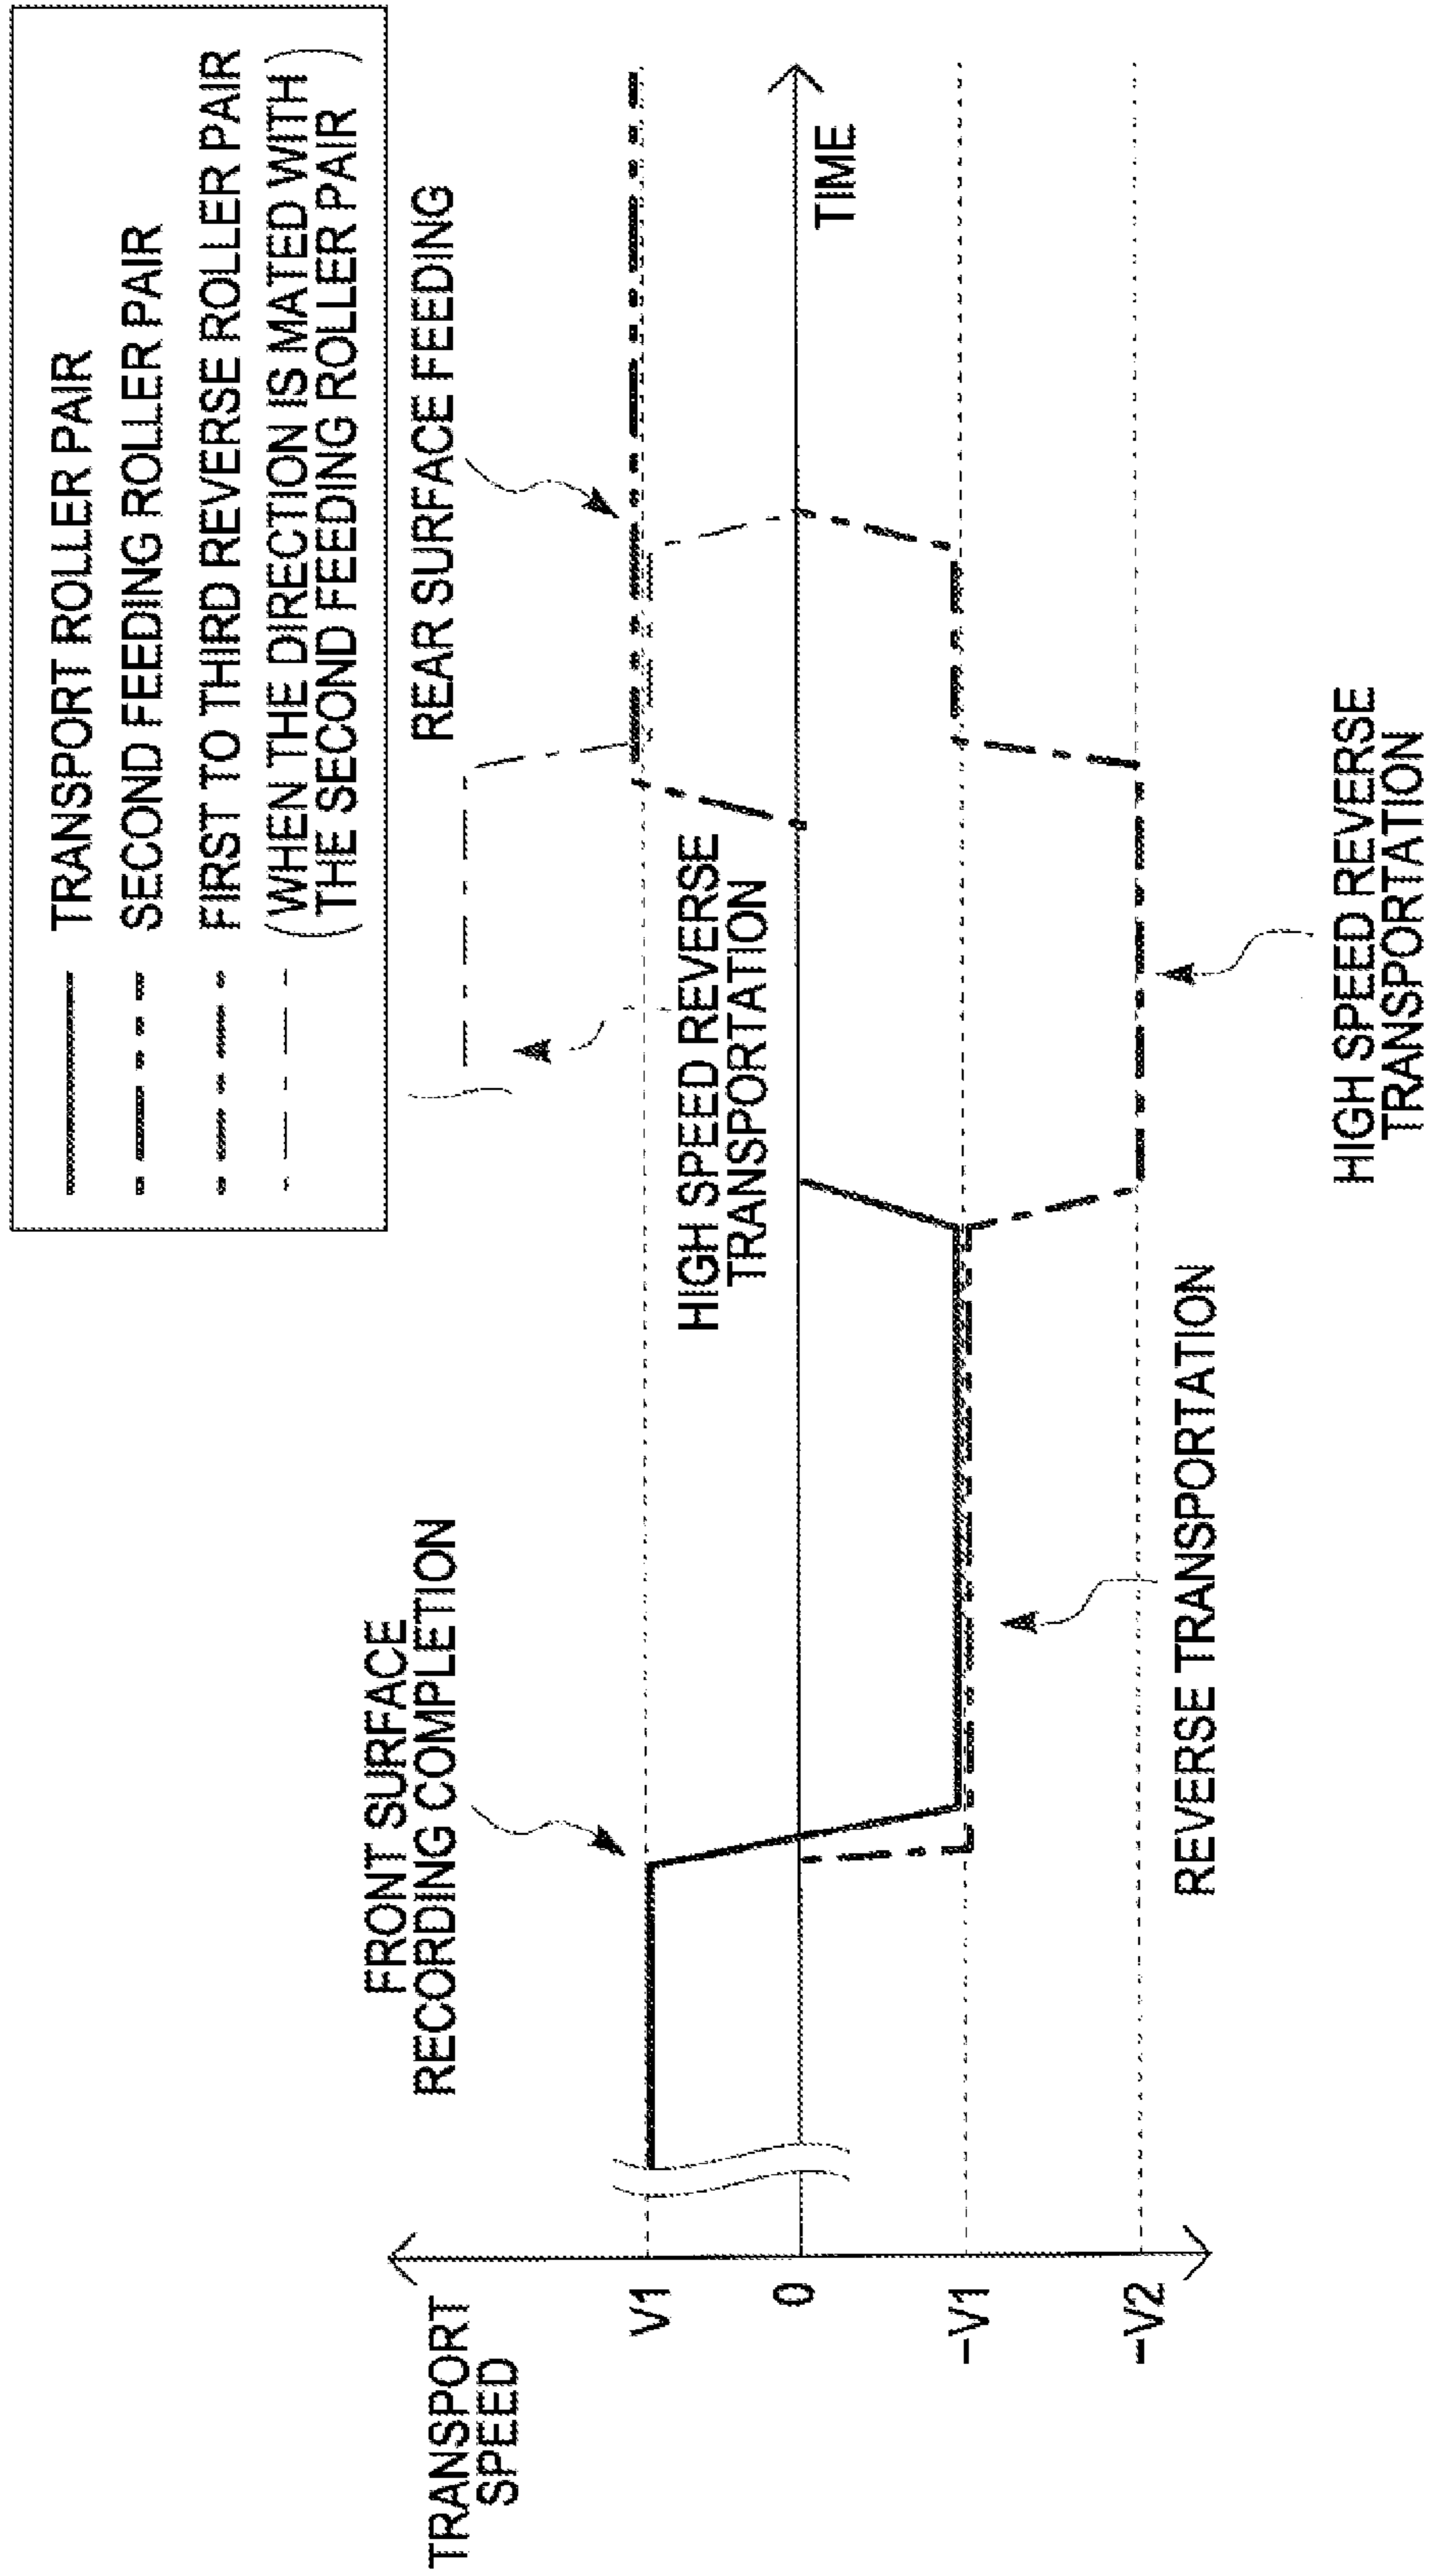 TRANSPORT ROLLER PAIR
SECOND FEEDING ROLLER PAIR
FIRST TO THIRD REVERSE ROLLER PAIR
(WHEN THE DIRECTION IS MATED WITH
THE SECOND FEEDING ROLLER PAIR)
FRONT SURFACE
RECORDING COMPLETION
REAR SURFACE FEEDING
TRANSPORT
SPEED
V1
0
-V1
-V2
HIGH SPEED REVERSE
TRANSPORTATION
TIME
REVERSE TRANSPORTATION
HIGH SPEED REVERSE
TRANSPORTATION